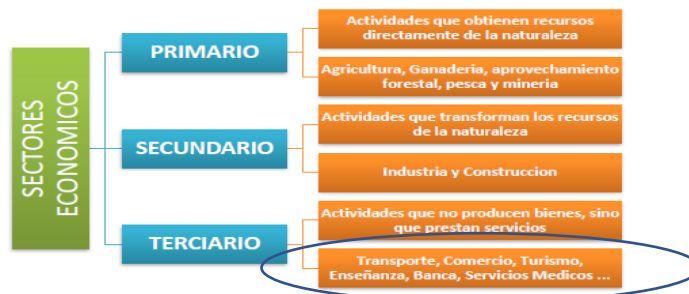 SECTORES
ECONOMICOS
PRIMARIO
Actividades que obtienen recursos
directamente de la naturaleza
Agricultura, Ganaderia, aprovechamiento
forestal, pesca y mineria
SECUNDARIO
Actividades que transforman los recursos
de la naturaleza
Industria y Construccion
TERCIARIO
Actividades que no producen bienes, sino
que prestan servicios
Transporte, Comercio, Turismo,
Enseñanza, Banca, Servicios Medicos ...